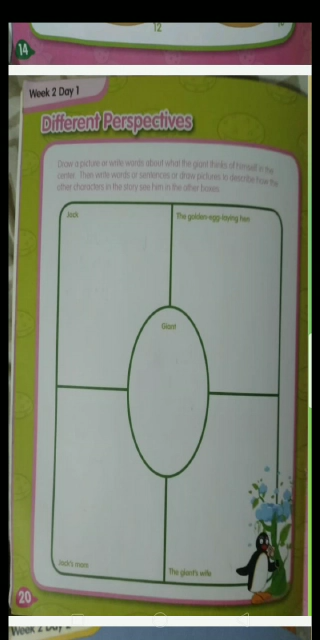 12
14
Week 2 Day 1
Different Perspectives
Draw a picture or write words about what the giant thinks of himself in the
center. Then write words or sentences or draw pictures to describe how the
other characters in the story see him in the other boxes.
Jack
The golden-egg-laying hen
Giant
Jack's mom
The giant's wife
20
Week 2 Day